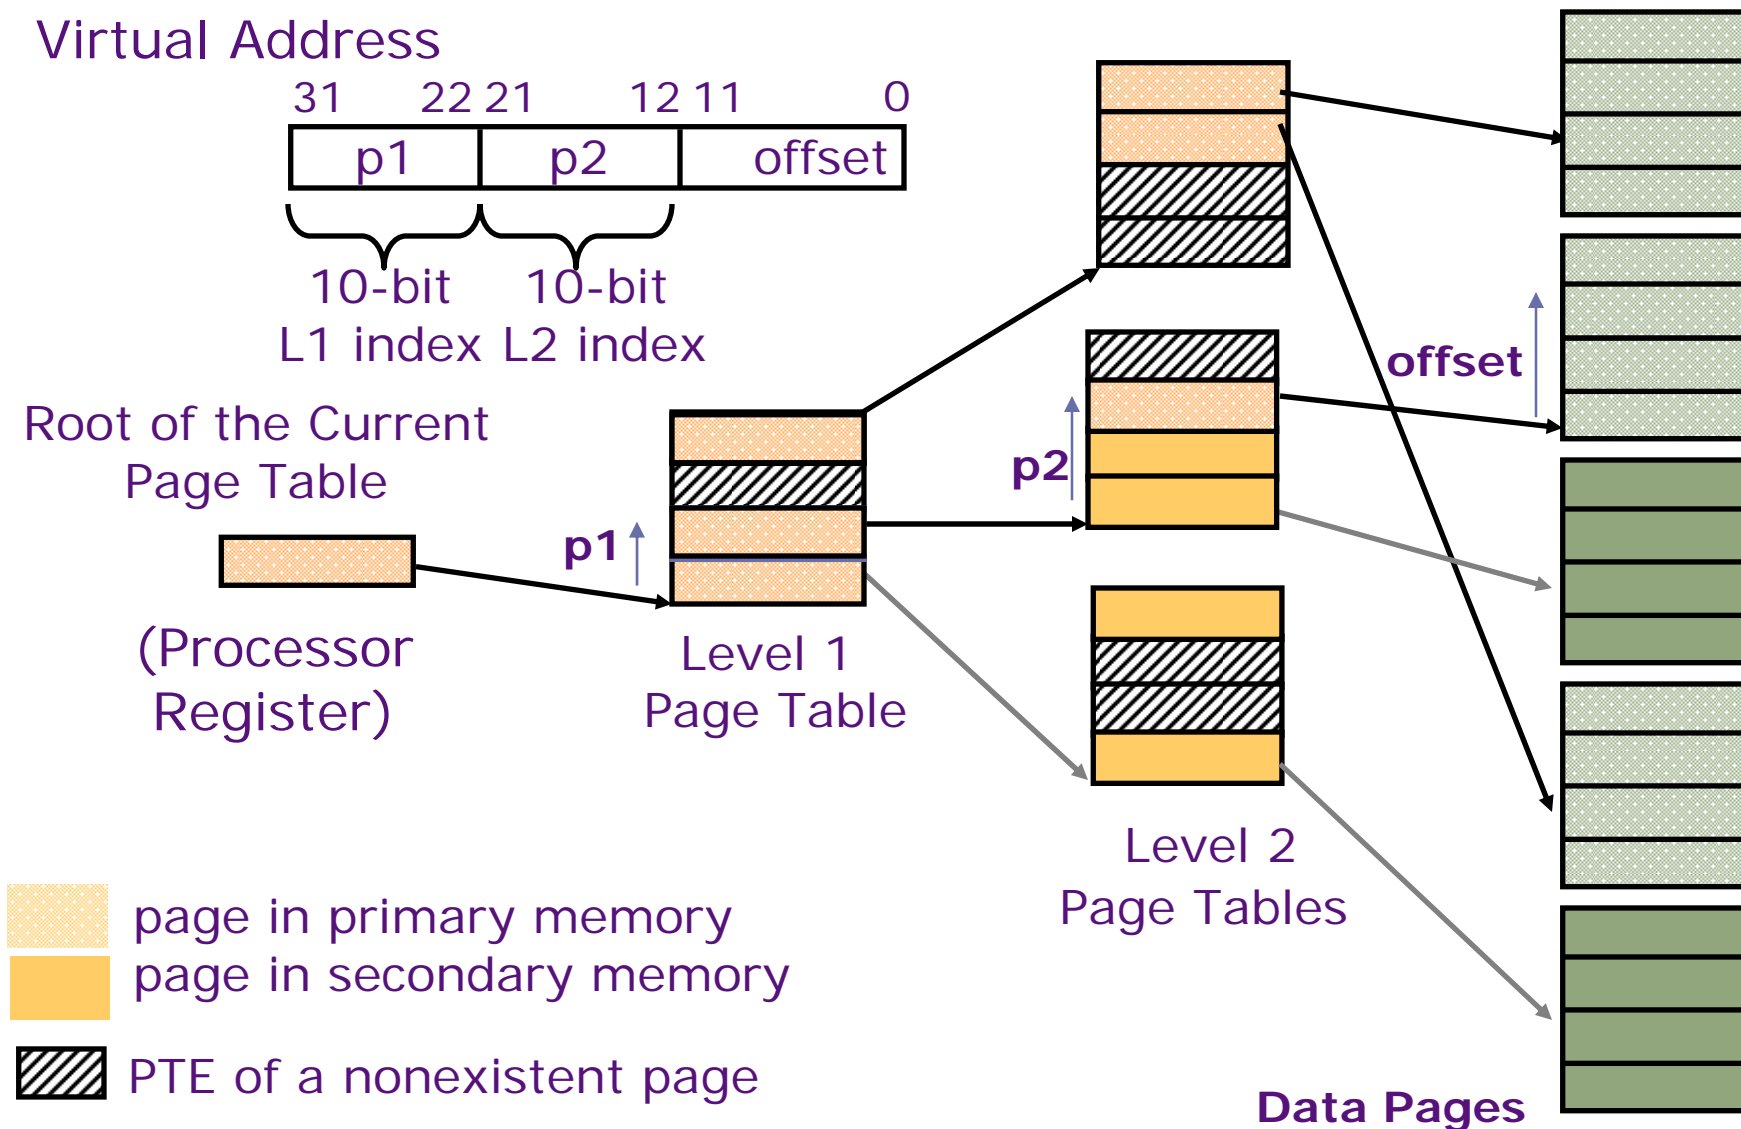 Virtual Address
31 22 21 12 11 0
p1 p2 offset
10-bit 10-bit
L1 index L2 index
Root of the Current
Page Table
(Processor
Register)
p1
Level 1
Page Table
p2
offset
Level 2
Page Tables
page in primary memory
page in secondary memory
PTE of a nonexistent page
Data Pages